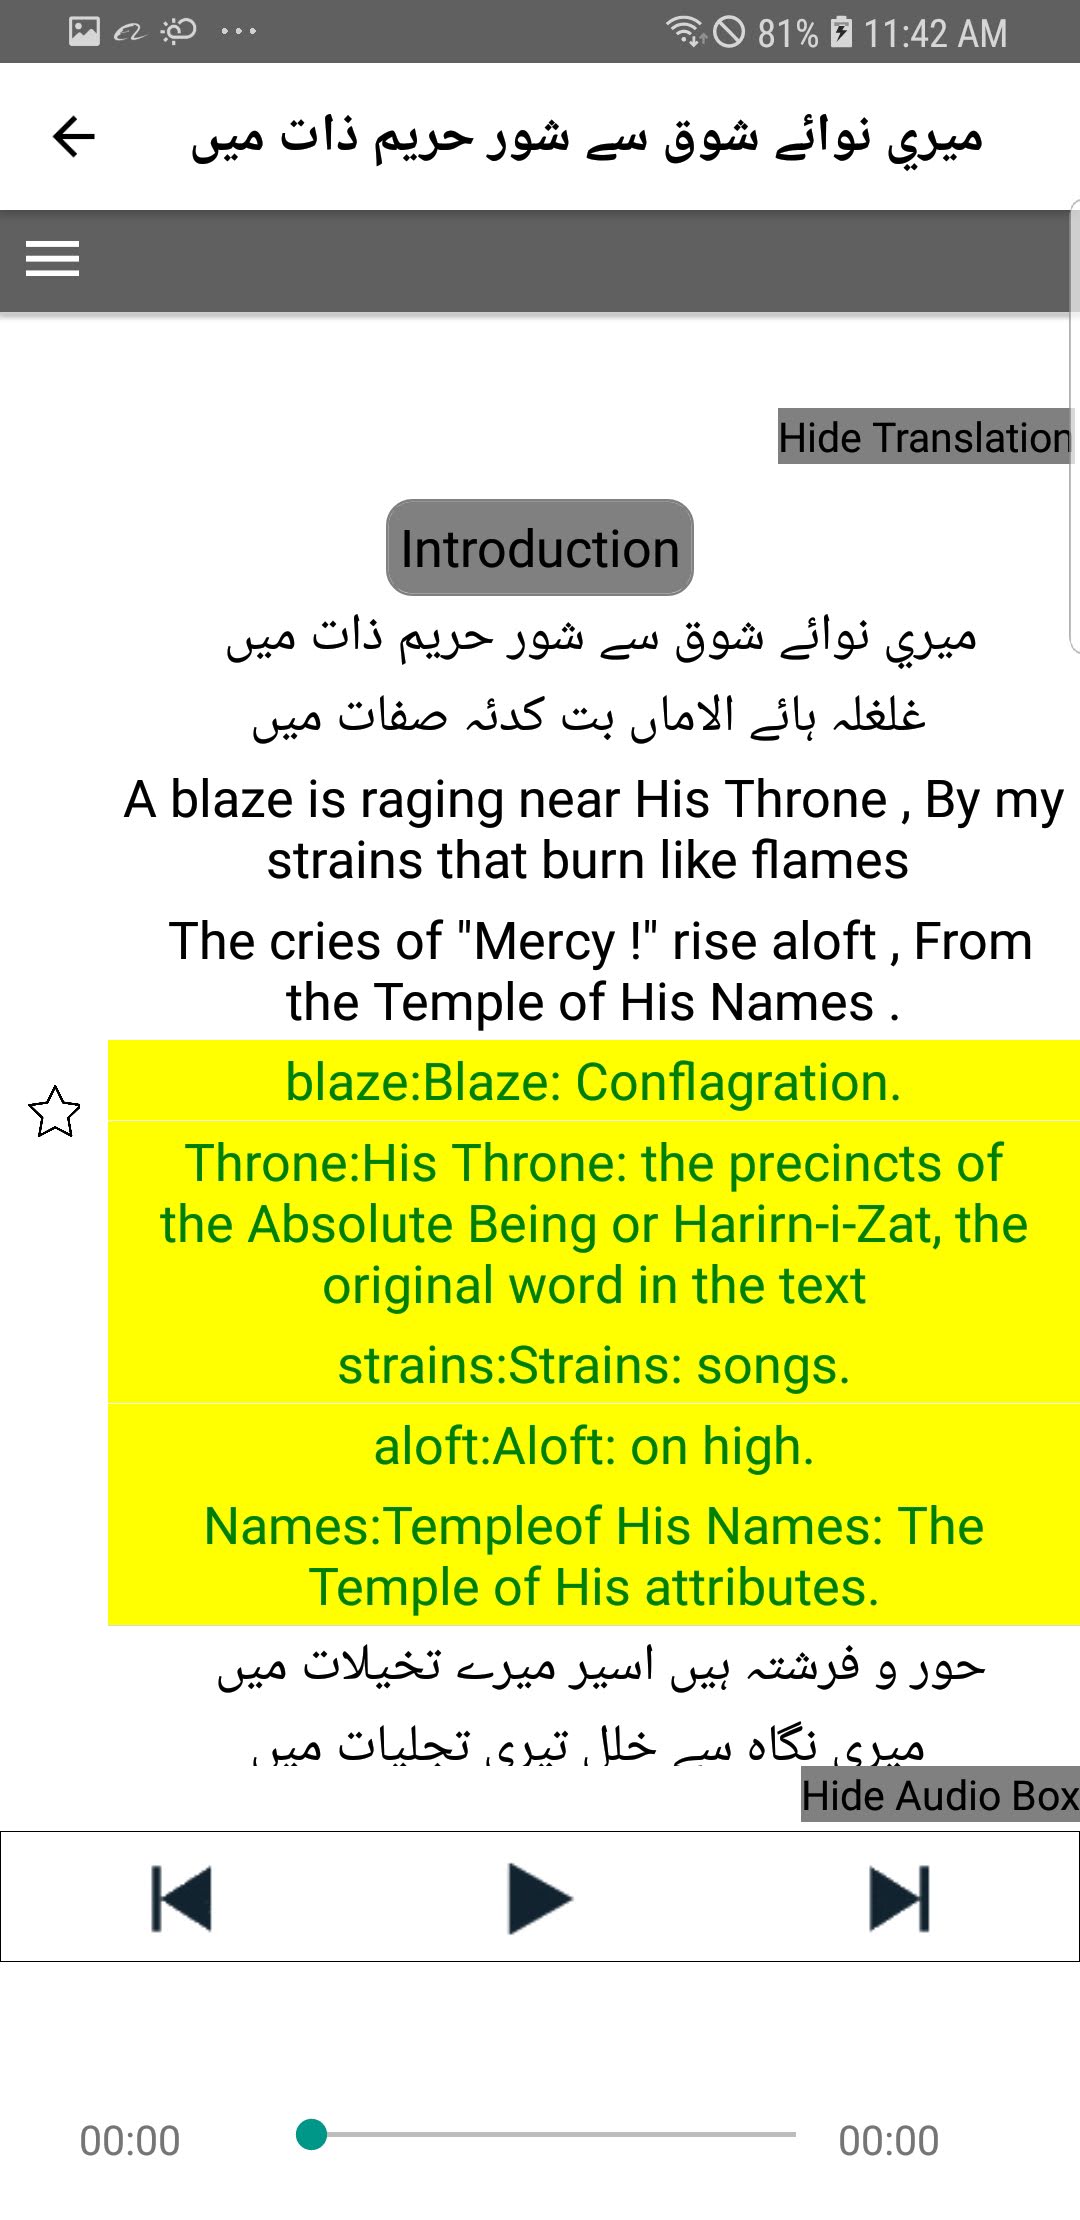 81% 11:42 AM
ميري نوائے شوق سے شور حريم ذات ميں
Hide Translation
Introduction
ميري نوائے شوق سے شور حريم ذات ميں
غلغلہ ہائے الاماں بت کدئہ صفات ميں
A blaze is raging near His Throne , By my
strains that burn like flames
The cries of "Mercy !" rise aloft , From
the Temple of His Names .
blaze:Blaze: Conflagration.
Throne:His Throne: the precincts of
the Absolute Being or Harirn-i-Zat, the
original word in the text
strains:Strains: songs.
aloft:Aloft: on high.
Names:Templeof His Names: The
Temple of His attributes.
حور و فرشتہ ہیں اسیر میرے تخیلات میں
میری نگاہ سے خلل تیری تجلیات میں
Hide Audio Box
00:00 00:00